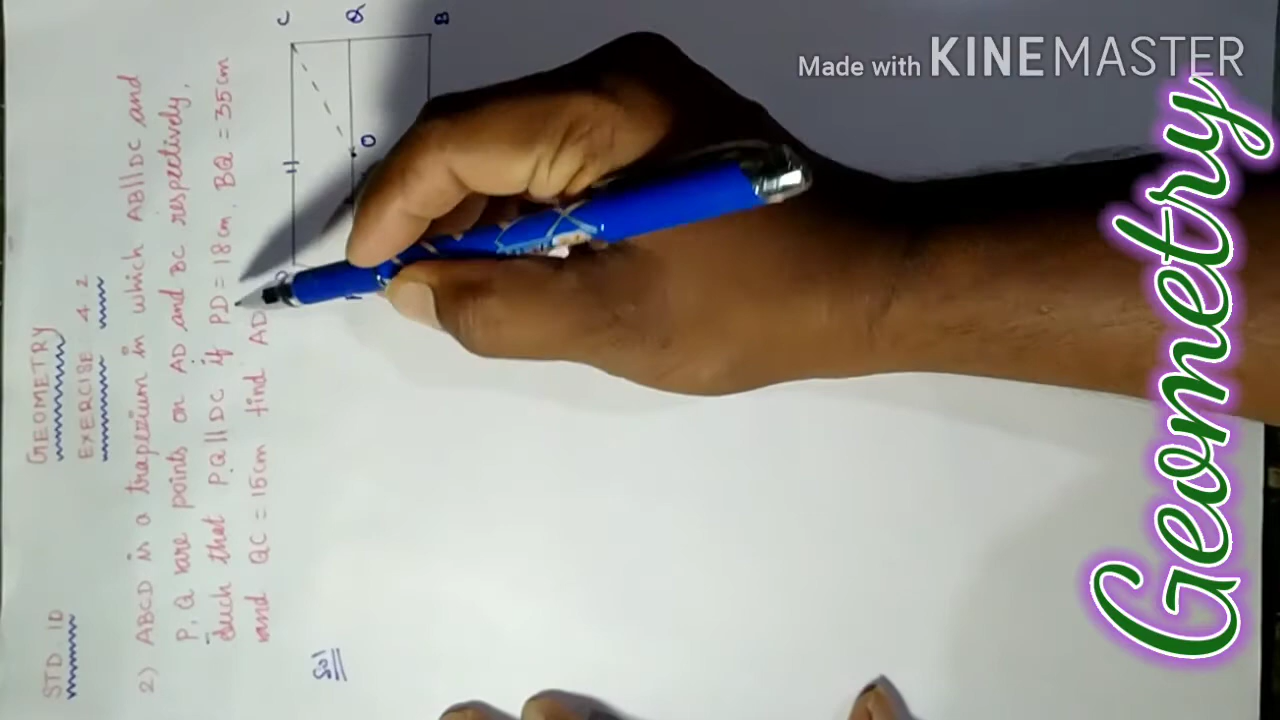 STD 10
GEOMETRY
EXERCISE 4 2
2) ABCD is a trapezium in which AB||DC and
P, Q are points on AD and BC respectively,
Such that PQ||DC if PD = 18cm, BQ = 35cm
and QC = 15cm find AD
Sol
C
Q
B
O
D
Made with KINEMASTER
Geometry